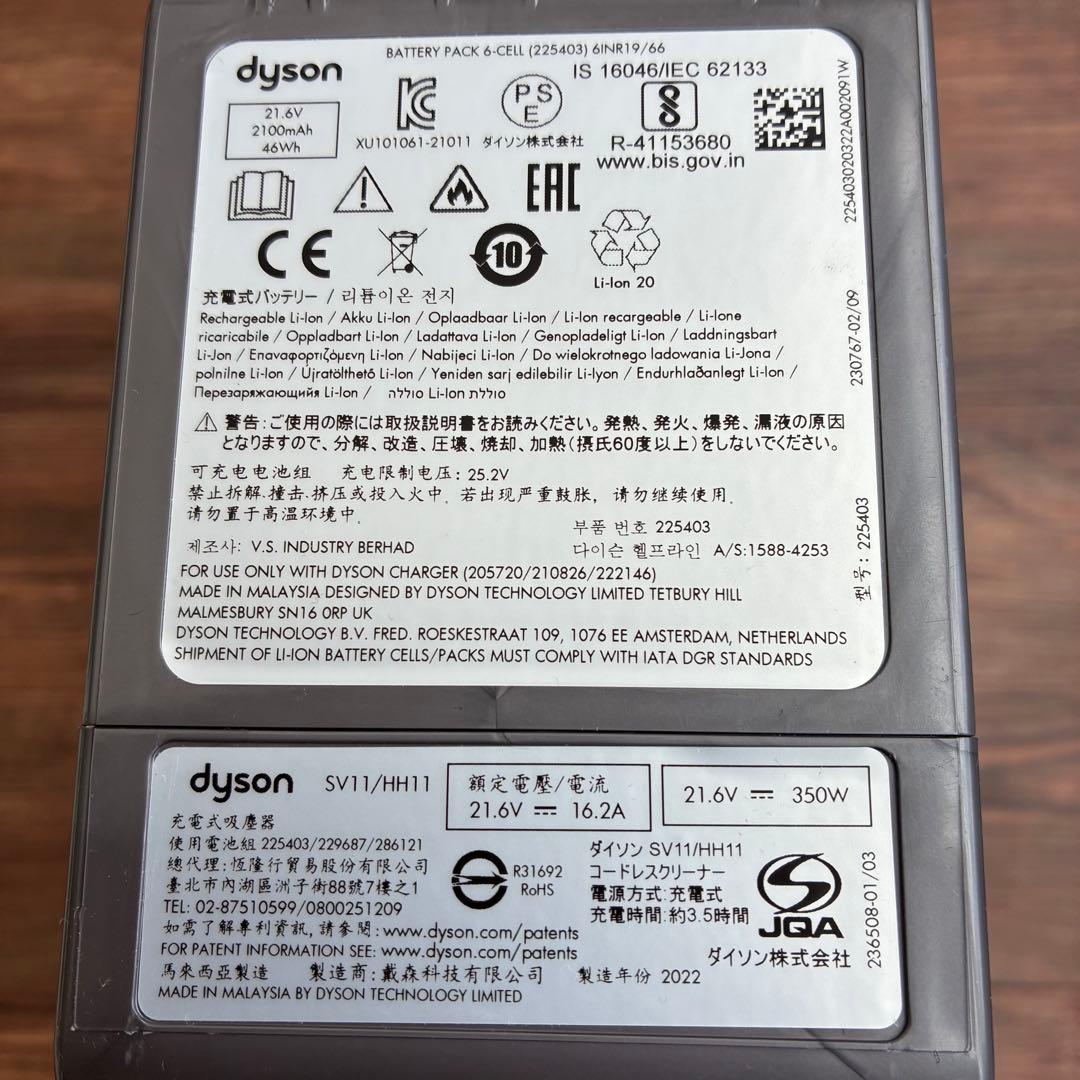 BATTERY PACK 6-CELL (225403) 6INR19/66
dyson
IS 16046/IEC 62133
21.6V
2100mAh
46Wh
PS
E
XU101061-21011 ダイソン株式会社
R-41153680
www.bis.gov.in
EAC
CE
10
Li-Ion 20
充電式バッテリー / 리튬이온 전지
Rechargeable Li-Ion / Akku Li-Ion / Oplaadbaar Li-Ion / Li-Ion recargeable / Li-Ione
ricaricabile / Oppladbart Li-Ion / Ladattava Li-Ion / Genopladeligt Li-Ion / Laddningsbart
Li-Jon / Επαναφορτιζόμενη Li-Ion / Nabijeci Li-Ion / Do wielokrotnego ladowania Li-Jona /
polnilne Li-Ion / Újratölthető Li-Ion / Yeniden sarj edilebilir Li-Iyon / Endurhlaðanlegt Li-Ion /
Перезаряжающийя Li-Ion / סוללה Li-Ion סוללת
警告:ご使用の際には取扱説明書をお読みください。発熱、発火、爆発、漏液の原因
となりますので、分解、改造、圧壊、焼却、加熱(摂氏60度以上)をしないでください。
可充电电池组 充电限制电压: 25.2V
禁止拆解.撞击.挤压或投入火中. 若出现严重鼓胀, 请勿继续使用.
请勿置于高温环境中.
부품 번호 225403
제조사: V.S. INDUSTRY BERHAD
다이슨 헬프라인 A/S:1588-4253
FOR USE ONLY WITH DYSON CHARGER (205720/210826/222146)
MADE IN MALAYSIA DESIGNED BY DYSON TECHNOLOGY LIMITED TETBURY HILL
MALMESBURY SN16 0RP UK
DYSON TECHNOLOGY B.V. FRED. ROESKESTRAAT 109, 1076 EE AMSTERDAM, NETHERLANDS
SHIPMENT OF LI-ION BATTERY CELLS/PACKS MUST COMPLY WITH IATA DGR STANDARDS
22540302032​2A002091W
230767-02/09
型号: 225403
dyson SV11/HH11
額定電壓/電流
21.6V 16.2A
21.6V 350W
充電式吸塵器
使用電池組 225403/229687/286121
總代理:恆隆行貿易股份有限公司
臺北市內湖區洲子街88號7樓之1
TEL: 02-87510599/0800251209
如需了解專利資訊,請參閱:www.dyson.com/patents
FOR PATENT INFORMATION SEE: www.dyson.com/patents
馬來西亞製造 製造商:戴森科技有限公司 製造年份 2022
MADE IN MALAYSIA BY DYSON TECHNOLOGY LIMITED
R31692
RoHS
ダイソン SV11/HH11
コードレスクリーナー
電源方式:充電式
充電時間:約3.5時間
JQA
ダイソン株式会社
236508-01/03